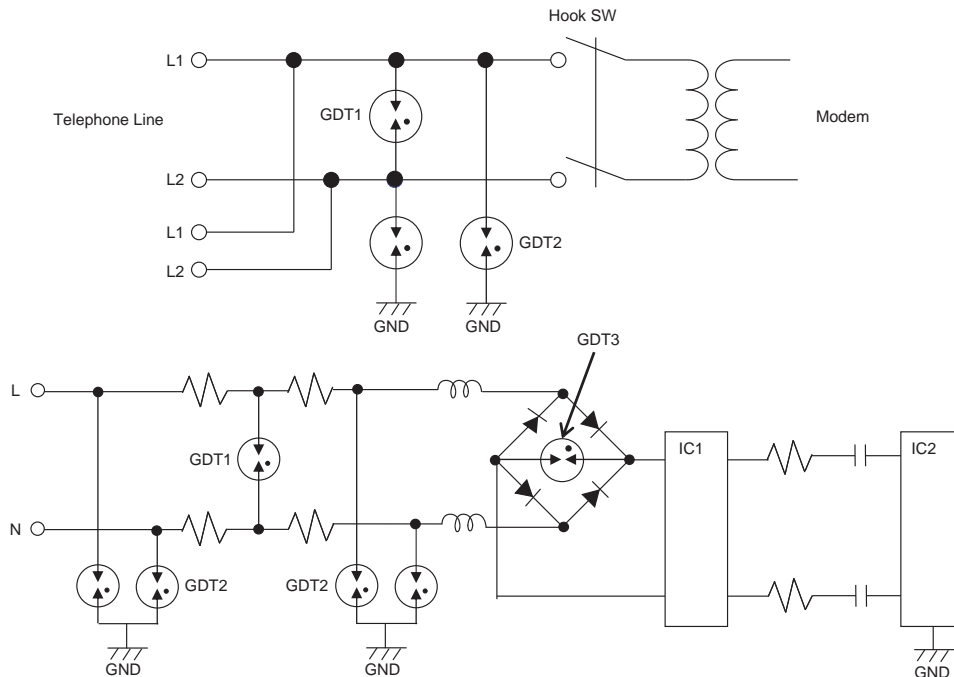 Hook SW
L1
GDT1
Telephone Line
Modem
L2
L1
GDT2
L2
GND
GND
GDT3
L
GDT1
IC1
IC2
N
GDT2
GDT2
GND
GND
GND